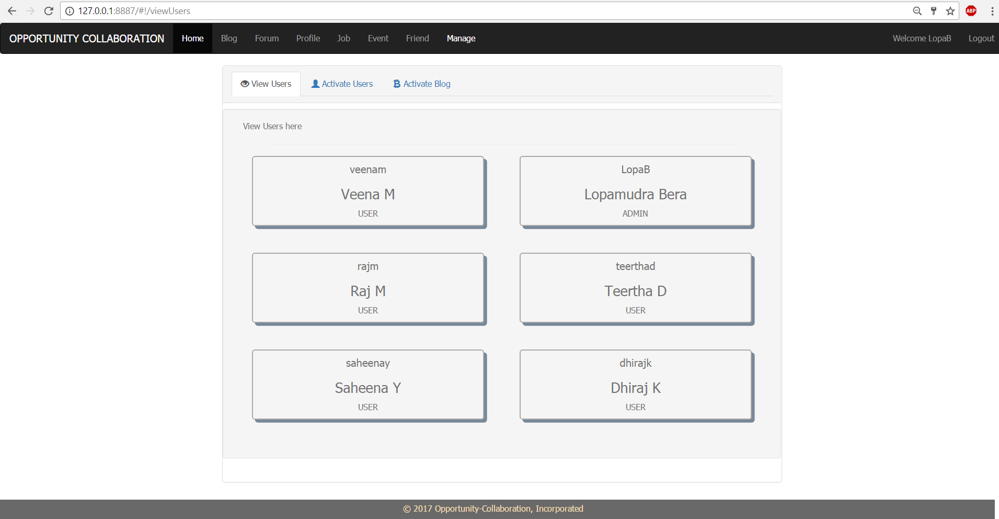 127.0.0.1:8887/#!/viewUsers
ABP
OPPORTUNITY COLLABORATION Home Blog Forum Profile Job Event Friend Manage Welcome LopaB Logout
View Users Activate Users Activate Blog
View Users here
veenam
Veena M
USER
LopaB
Lopamudra Bera
ADMIN
rajm
Raj M
USER
teerthad
Teertha D
USER
saheenay
Saheena Y
USER
dhirajk
Dhiraj K
USER
© 2017 Opportunity-Collaboration, Incorporated